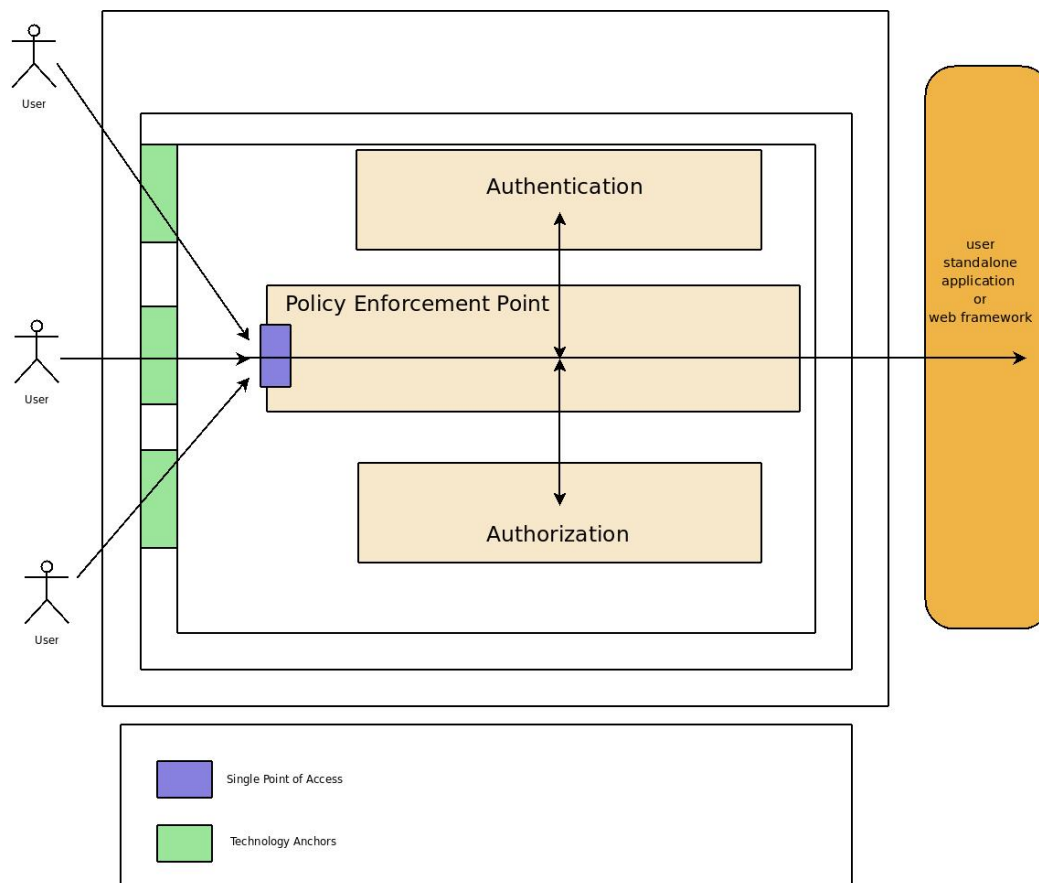 User
Authentication
Policy Enforcement Point
user
standalone
application
or
web framework
User
Authorization
User
Single Point of Access
Technology Anchors